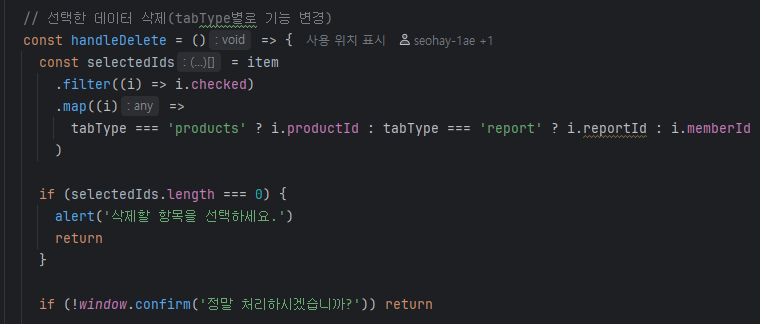 // 선택한 데이터 삭제(tabType별로 기능 변경)
const handleDelete = () : void => { 사용 위치 표시 seohay-1ae +1
const selectedIds : (...)[] = item
.filter((i) => i.checked)
.map((i) : any =>
tabType === 'products' ? i.productId : tabType === 'report' ? i.reportId : i.memberId
)
if (selectedIds.length === 0) {
alert('삭제할 항목을 선택하세요.')
return
}
if (!window.confirm('정말 처리하시겠습니까?')) return